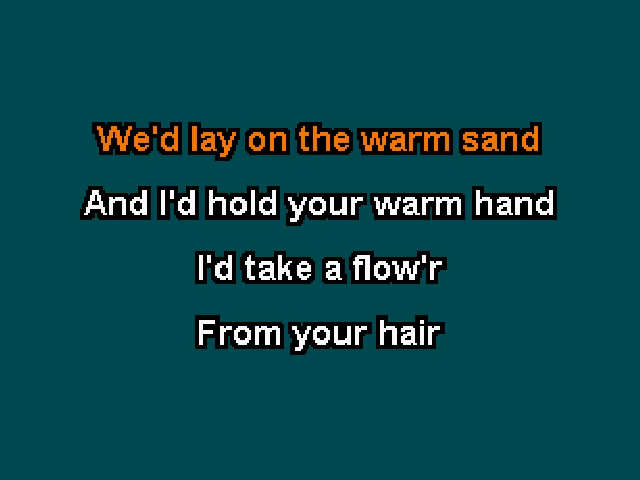 We'd lay on the warm sand
And I'd hold your warm hand
I'd take a flow'r
From your hair